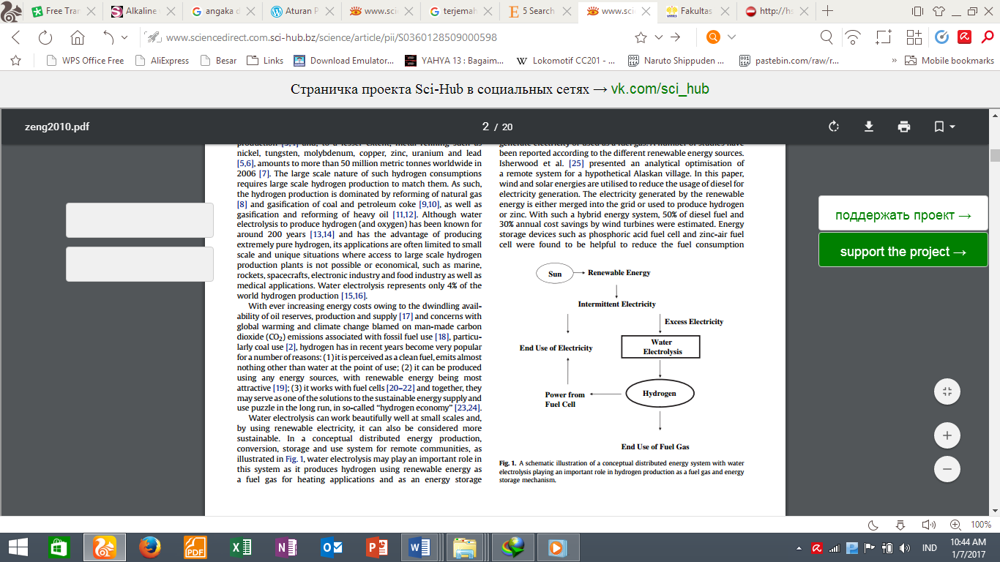 Free Tra
Alkaline
angaka d
Aturan P
www.sci
terjemah
5 Search
www.sci
Fakultas
http://hs
www.sciencedirect.com.sci-hub.bz/science/article/pii/S0360128509000598
WPS Office Free
AliExpress
Besar
Links
Download Emulator...
YAHYA 13 : Bagaim...
Lokomotif CC201 - ...
Naruto Shippuden ...
pastebin.com/raw/r...
» Mobile bookmarks
Страничка проекта Sci-Hub в социальных сетях → vk.com/sci_hub
zeng2010.pdf
2 / 20
nickel, tungsten, molybdenum, copper, zinc, uranium and lead
[5,6], amounts to more than 50 million metric tonnes worldwide in
2006 [7]. The large scale nature of such hydrogen consumptions
requires large scale hydrogen production to match them. As such,
the hydrogen production is dominated by reforming of natural gas
[8] and gasification of coal and petroleum coke [9,10], as well as
gasification and reforming of heavy oil [11,12]. Although water
electrolysis to produce hydrogen (and oxygen) has been known for
around 200 years [13,14] and has the advantage of producing
extremely pure hydrogen, its applications are often limited to small
scale and unique situations where access to large scale hydrogen
production plants is not possible or economical, such as marine,
rockets, spacecrafts, electronic industry and food industry as well as
medical applications. Water electrolysis represents only 4% of the
world hydrogen production [15,16].
With ever increasing energy costs owing to the dwindling avail-
ability of oil reserves, production and supply [17] and concerns with
global warming and climate change blamed on man-made carbon
dioxide (CO2) emissions associated with fossil fuel use [18], particu-
larly coal use [2], hydrogen has in recent years become very popular
for a number of reasons: (1) it is perceived as a clean fuel, emits almost
nothing other than water at the point of use; (2) it can be produced
using any energy sources, with renewable energy being most
attractive [19]; (3) it works with fuel cells [20–22] and together, they
may serve as one of the solutions to the sustainable energy supply and
use puzzle in the long run, in so-called “hydrogen economy” [23,24].
Water electrolysis can work beautifully well at small scales and,
by using renewable electricity, it can also be considered more
sustainable. In a conceptual distributed energy production,
conversion, storage and use system for remote communities, as
illustrated in Fig. 1, water electrolysis may play an important role in
this system as it produces hydrogen using renewable energy as
a fuel gas for heating applications and as an energy storage
been reported according to the different renewable energy sources.
Isherwood et al. [25] presented an analytical optimisation of
a remote system for a hypothetical Alaskan village. In this paper,
wind and solar energies are utilised to reduce the usage of diesel for
electricity generation. The electricity generated by the renewable
energy is either merged into the grid or used to produce hydrogen
or zinc. With such a hybrid energy system, 50% of diesel fuel and
30% annual cost savings by wind turbines were estimated. Energy
storage devices such as phosphoric acid fuel cell and zinc-air fuel
cell were found to be helpful to reduce the fuel consumption
Sun
Renewable Energy
Intermittent Electricity
Excess Electricity
End Use of Electricity
Water
Electrolysis
Power from
Fuel Cell
Hydrogen
End Use of Fuel Gas
Fig. 1. A schematic illustration of a conceptual distributed energy system with water
electrolysis playing an important role in hydrogen production as a fuel gas and energy
storage mechanism.
поддержать проект →
support the project →
100%
IND
10:44 AM
1/7/2017